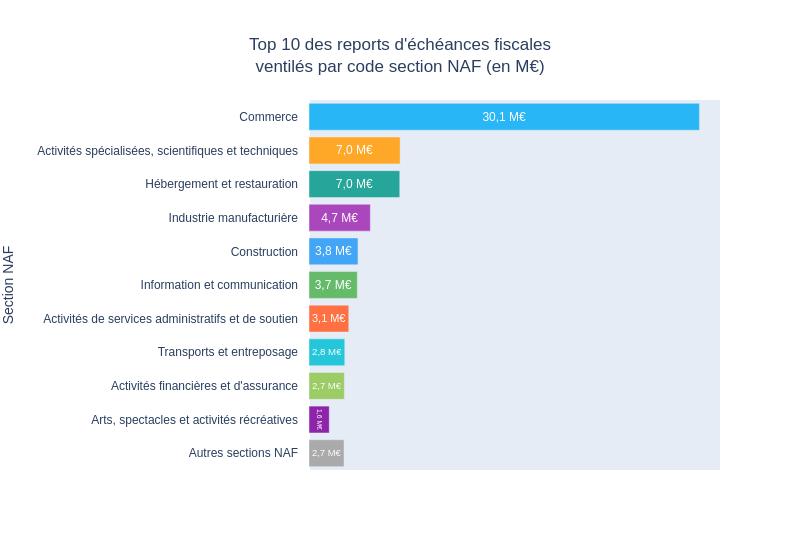 Top 10 des reports d'échéances fiscales
ventilés par code section NAF (en M€)
Section NAF
Commerce 30,1 M€
Activités spécialisées, scientifiques et techniques 7,0 M€
Hébergement et restauration 7,0 M€
Industrie manufacturière 4,7 M€
Construction 3,8 M€
Information et communication 3,7 M€
Activités de services administratifs et de soutien 3,1 M€
Transports et entreposage 2,8 M€
Activités financières et d'assurance 2,7 M€
Arts, spectacles et activités récréatives 1,6 M€
Autres sections NAF 2,7 M€